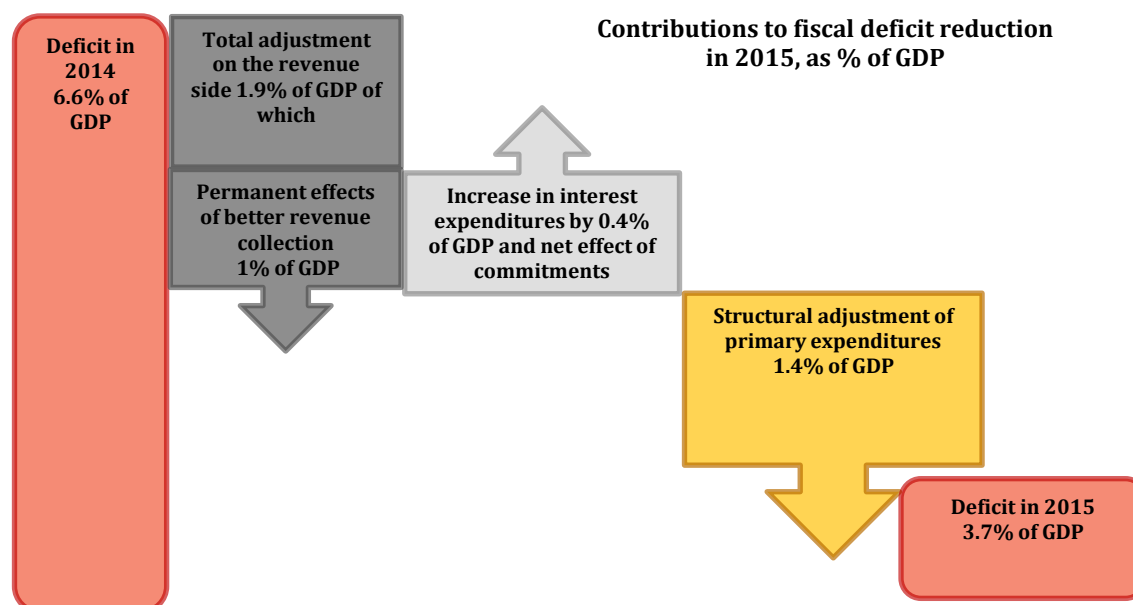 Contributions to fiscal deficit reduction
in 2015, as % of GDP
Deficit in
2014
6.6% of
GDP
Total adjustment
on the revenue
side 1.9% of GDP of
which
Permanent effects
of better revenue
collection
1% of GDP
Increase in interest
expenditures by 0.4%
of GDP and net effect of
commitments
Structural adjustment of
primary expenditures
1.4% of GDP
Deficit in 2015
3.7% of GDP